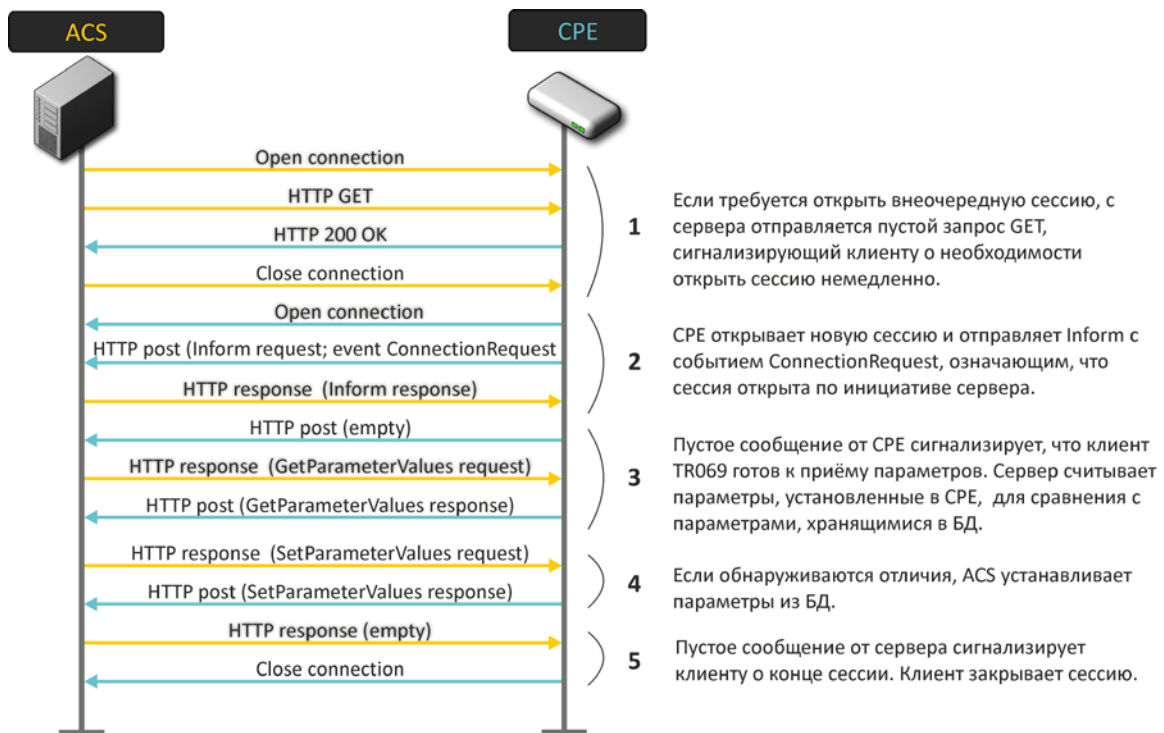 ACS
CPE
Open connection
HTTP GET
HTTP 200 OK
Close connection
1
Если требуется открыть внеочередную сессию, с
сервера отправляется пустой запрос GET,
сигнализирующий клиенту о необходимости
открыть сессию немедленно.
Open connection
HTTP post (Inform request; event ConnectionRequest
HTTP response (Inform response)
2
CPE открывает новую сессию и отправляет Inform с
событием ConnectionRequest, означающим, что
сессия открыта по инициативе сервера.
HTTP post (empty)
HTTP response (GetParameterValues request)
HTTP post (GetParameterValues response)
3
Пустое сообщение от CPE сигнализирует, что клиент
TR069 готов к приёму параметров. Сервер считывает
параметры, установленные в CPE, для сравнения с
параметрами, хранящимися в БД.
HTTP response (SetParameterValues request)
HTTP post (SetParameterValues response)
4
Если обнаруживаются отличия, ACS устанавливает
параметры из БД.
HTTP response (empty)
Close connection
5
Пустое сообщение от сервера сигнализирует
клиенту о конце сессии. Клиент закрывает сессию.